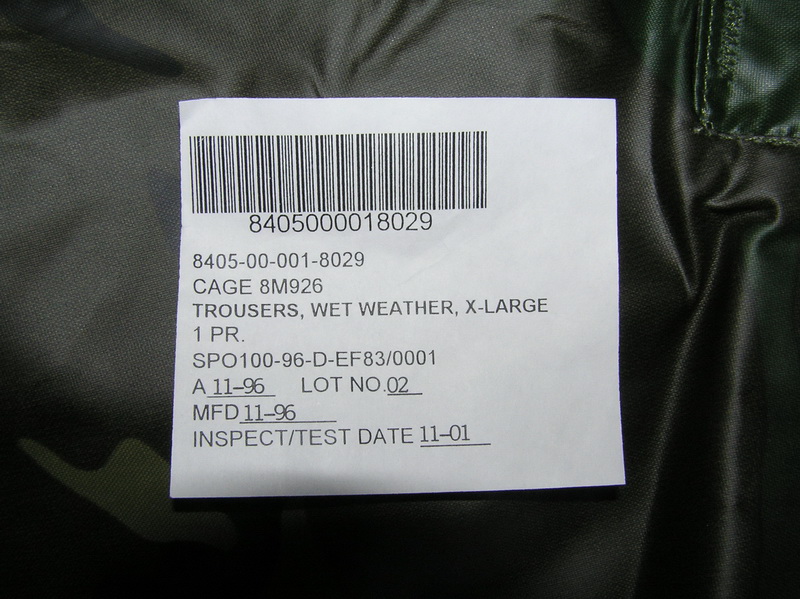 8405000018029
8405-00-001-8029
CAGE 8M926
TROUSERS, WET WEATHER, X-LARGE
1 PR.
SPO100-96-D-EF83/0001
A 11-96 LOT NO. 02
MFD 11-96
INSPECT/TEST DATE 11-01